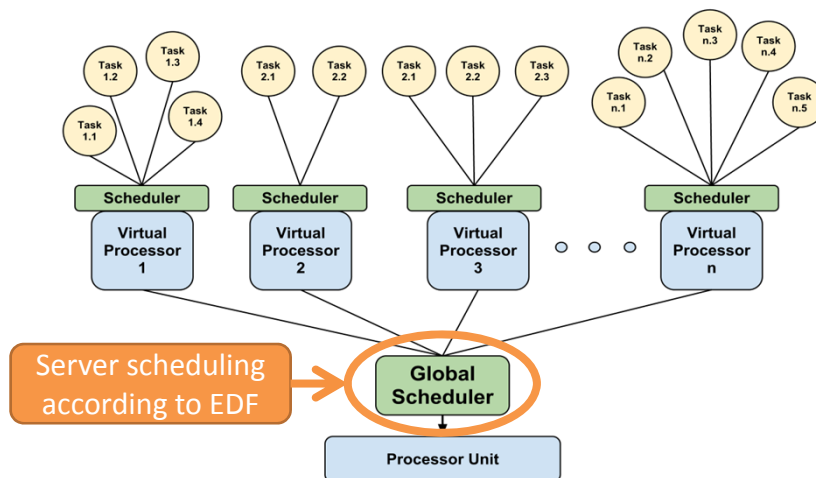 Task
1.1
Task
1.2
Task
1.3
Task
1.4
Task
2.1
Task
2.2
Task
2.1
Task
2.2
Task
2.3
Task
n.1
Task
n.2
Task
n.3
Task
n.4
Task
n.5
Scheduler
Scheduler
Scheduler
Scheduler
Virtual
Processor
1
Virtual
Processor
2
Virtual
Processor
3
Virtual
Processor
n
Server scheduling
according to EDF
Global
Scheduler
Processor Unit